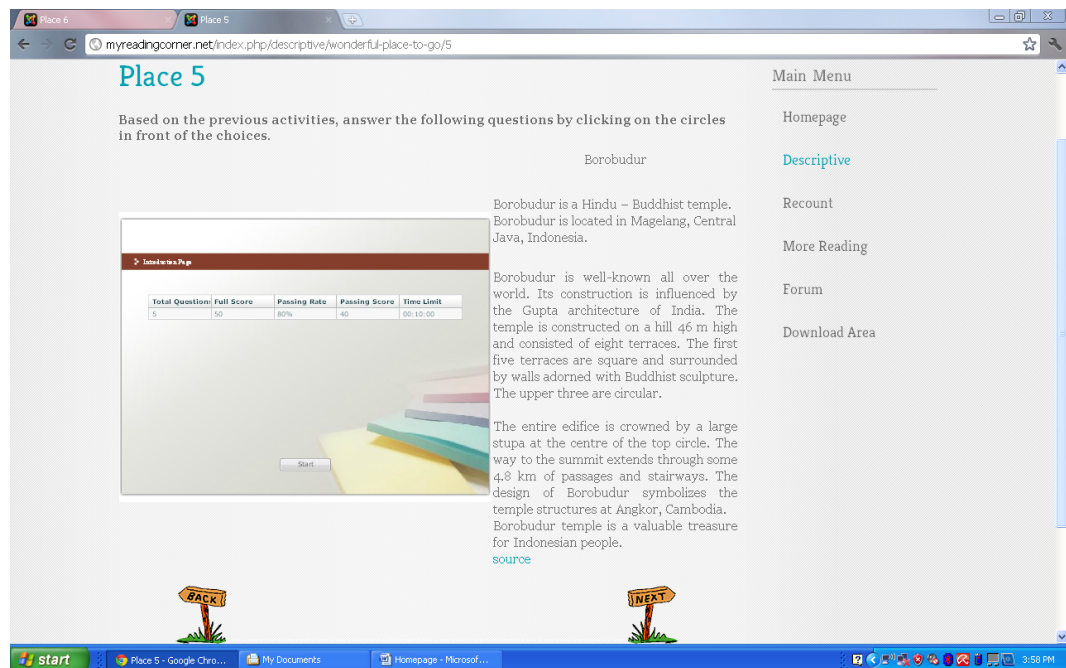 Place 6
Place 5
myreadingcorner.net/index.php/descriptive/wonderful-place-to-go/5
Place 5
Based on the previous activities, answer the following questions by clicking on the circles
in front of the choices.
Borobudur
Introduction Page
Total Question: Full Score Passing Rate Passing Score Time Limit
5 50 80% 40 00:10:00
Start
Borobudur is a Hindu – Buddhist temple.
Borobudur is located in Magelang, Central
Java, Indonesia.
Borobudur is well-known all over the
world. Its construction is influenced by
the Gupta architecture of India. The
temple is constructed on a hill 46 m high
and consisted of eight terraces. The first
five terraces are square and surrounded
by walls adorned with Buddhist sculpture.
The upper three are circular.
The entire edifice is crowned by a large
stupa at the centre of the top circle. The
way to the summit extends through some
4.8 km of passages and stairways. The
design of Borobudur symbolizes the
temple structures at Angkor, Cambodia.
Borobudur temple is a valuable treasure
for Indonesian people.
source
BACK
NEXT
Main Menu
Homepage
Descriptive
Recount
More Reading
Forum
Download Area
start
Place 5 - Google Chro...
My Documents
Homepage - Microsof...
3:58 PM